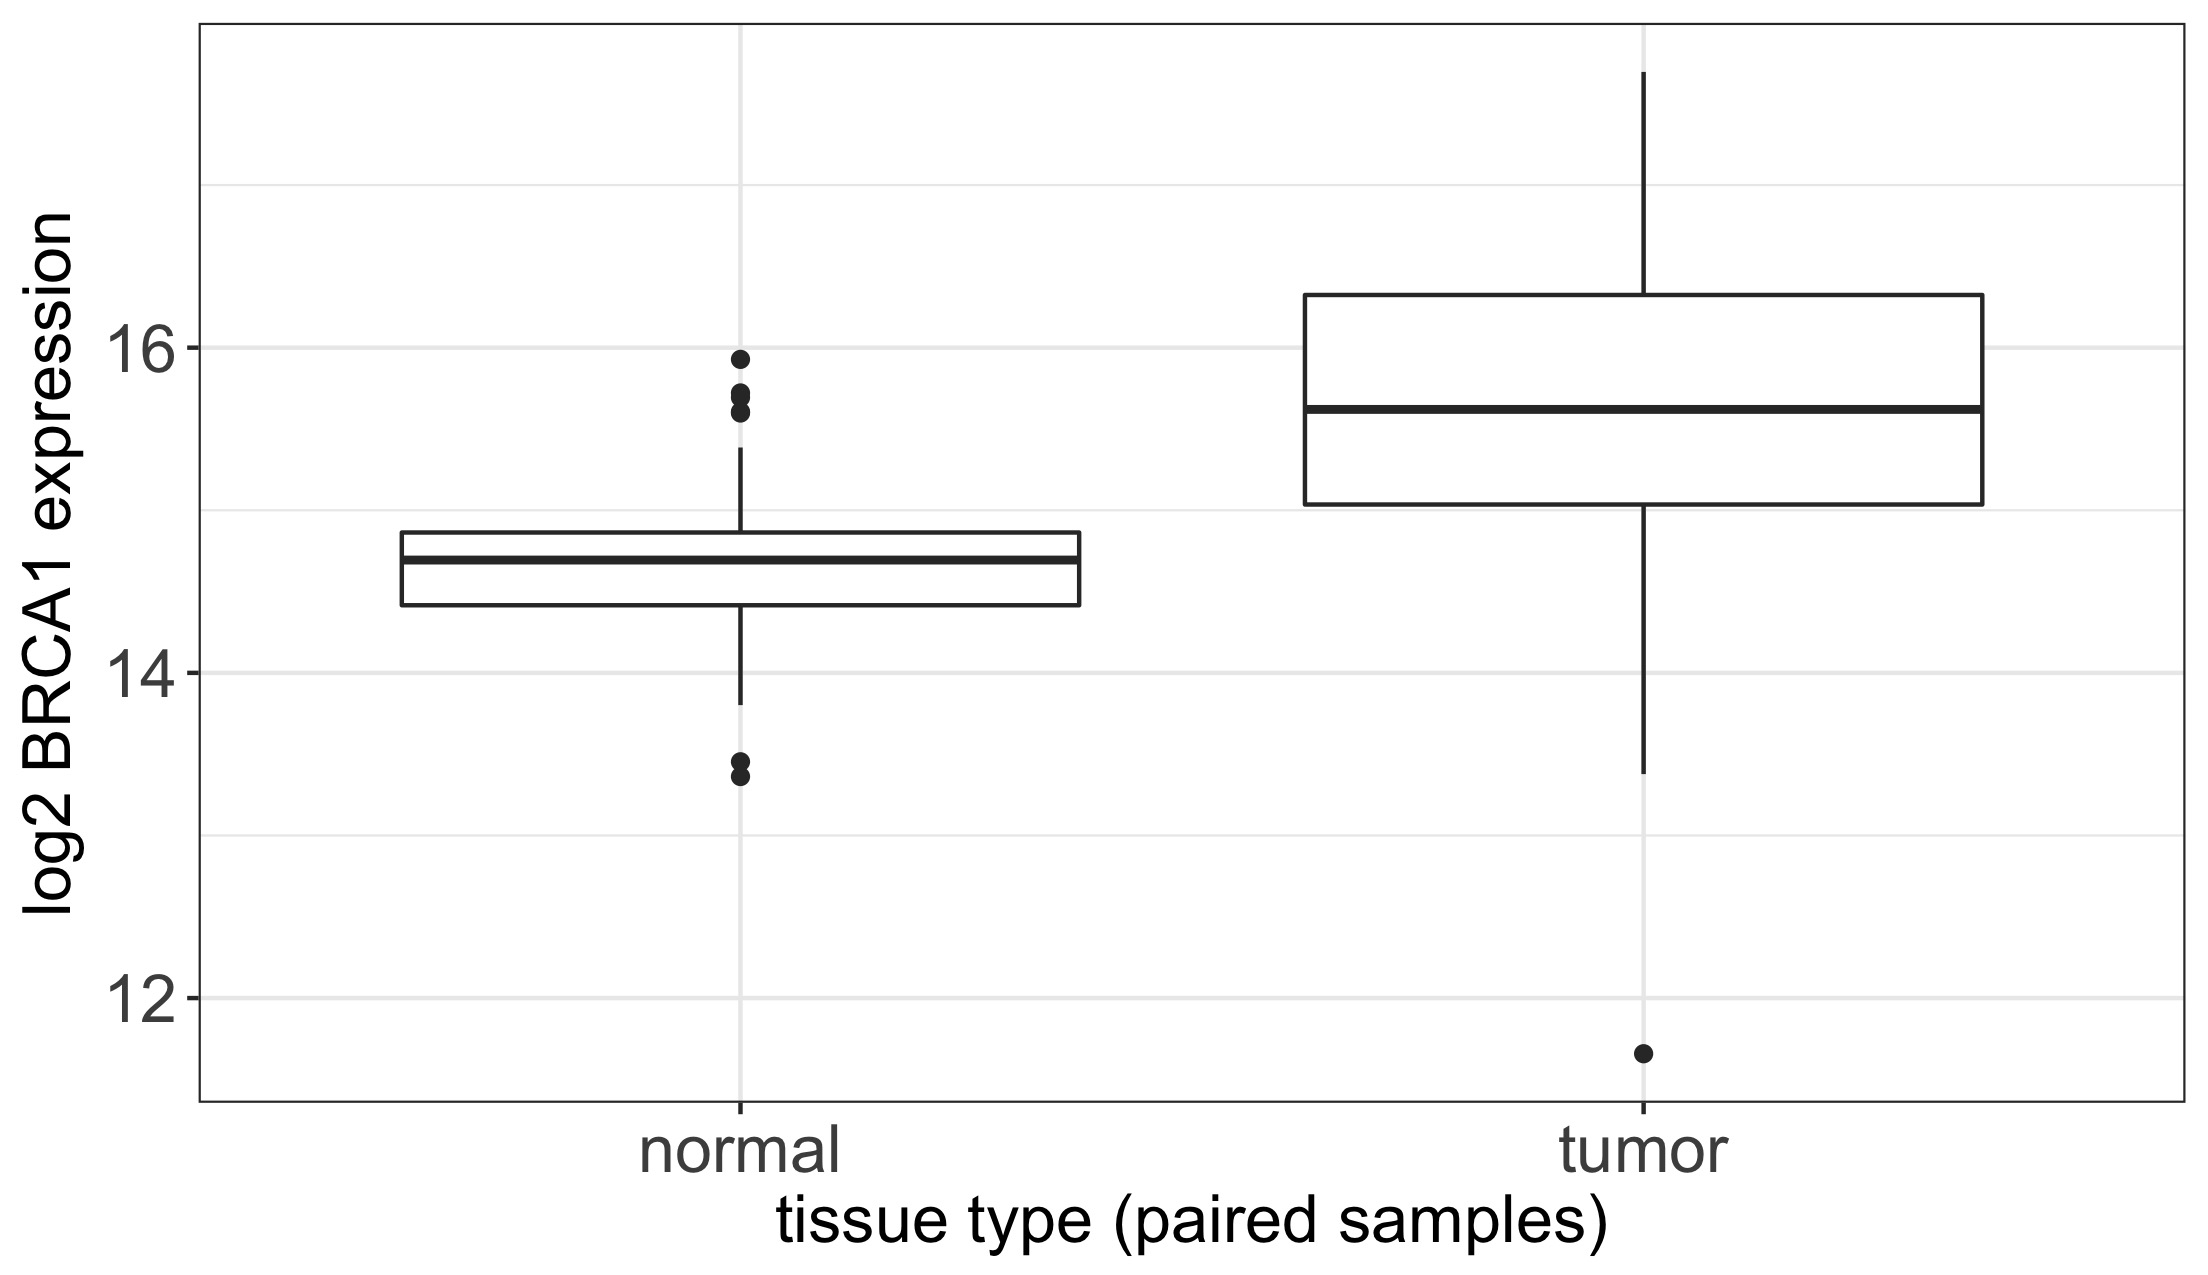 log2 BRCA1 expression
16
14
12
normal
tumor
tissue type (paired samples)